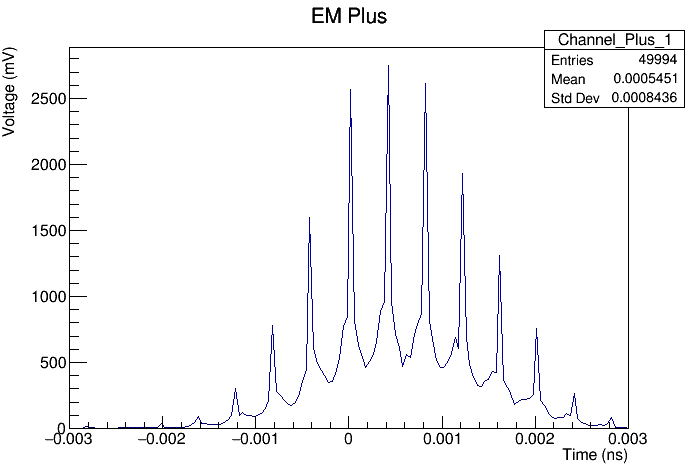 EM Plus
Channel_Plus_1
Entries 49994
Mean 0.0005451
Std Dev 0.0008436
Voltage (mV)
2500
2000
1500
1000
500
0
−0.003 −0.002 −0.001 0 0.001 0.002 0.003
Time (ns)